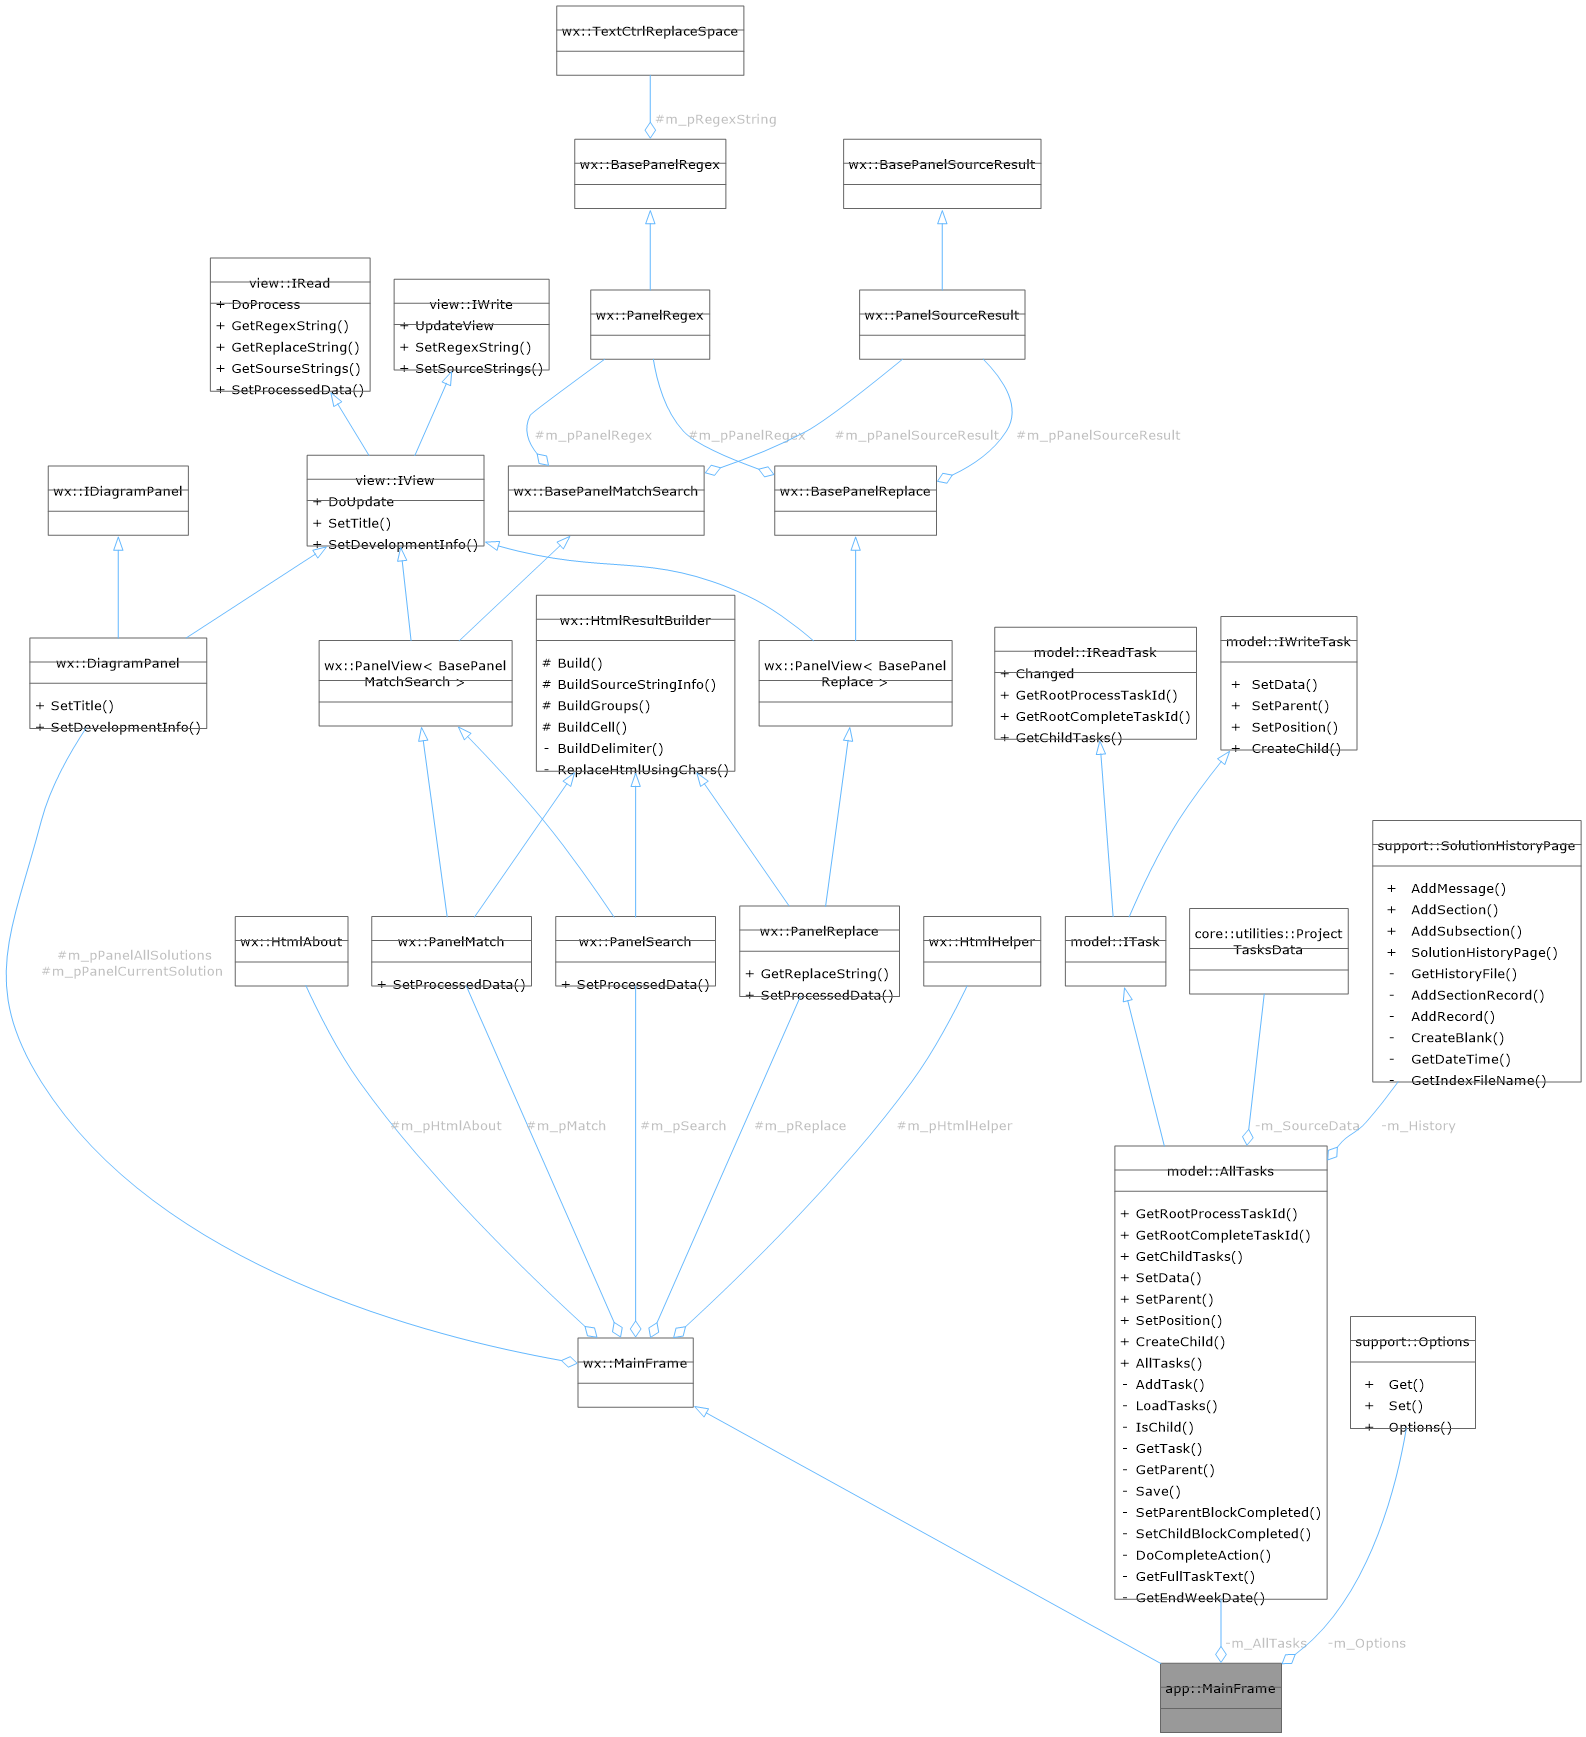 wx::TextCtrlReplaceSpace
#m_pRegexString
wx::BasePanelRegex
wx::BasePanelSourceResult
view::IRead
+ DoProcess
+ GetRegexString()
+ GetReplaceString()
+ GetSourseStrings()
+ SetProcessedData()
view::IWrite
+ UpdateView
+ SetRegexString()
+ SetSourceStrings()
wx::PanelRegex
wx::PanelSourceResult
#m_pPanelRegex
#m_pPanelRegex
#m_pPanelSourceResult
#m_pPanelSourceResult
wx::IDiagramPanel
view::IView
+ DoUpdate
+ SetTitle()
+ SetDevelopmentInfo()
wx::BasePanelMatchSearch
wx::BasePanelReplace
wx::DiagramPanel
+ SetTitle()
+ SetDevelopmentInfo()
wx::PanelView< BasePanel
MatchSearch >
wx::HtmlResultBuilder
# Build()
# BuildSourceStringInfo()
# BuildGroups()
# BuildCell()
- BuildDelimiter()
- ReplaceHtmlUsingChars()
wx::PanelView< BasePanel
Replace >
model::IReadTask
+ Changed
+ GetRootProcessTaskId()
+ GetRootCompleteTaskId()
+ GetChildTasks()
model::IWriteTask
+ SetData()
+ SetParent()
+ SetPosition()
+ CreateChild()
support::SolutionHistoryPage
+ AddMessage()
+ AddSection()
+ AddSubsection()
+ SolutionHistoryPage()
- GetHistoryFile()
- AddSectionRecord()
- AddRecord()
- CreateBlank()
- GetDateTime()
- GetIndexFileName()
#m_pPanelAllSolutions
#m_pPanelCurrentSolution
wx::HtmlAbout
wx::PanelMatch
+ SetProcessedData()
wx::PanelSearch
+ SetProcessedData()
wx::PanelReplace
+ GetReplaceString()
+ SetProcessedData()
wx::HtmlHelper
model::ITask
core::utilities::Project
TasksData
#m_pHtmlAbout
#m_pMatch
#m_pSearch
#m_pReplace
#m_pHtmlHelper
-m_SourceData
-m_History
model::AllTasks
+ GetRootProcessTaskId()
+ GetRootCompleteTaskId()
+ GetChildTasks()
+ SetData()
+ SetParent()
+ SetPosition()
+ CreateChild()
+ AllTasks()
- AddTask()
- LoadTasks()
- IsChild()
- GetTask()
- GetParent()
- Save()
- SetParentBlockCompleted()
- SetChildBlockCompleted()
- DoCompleteAction()
- GetFullTaskText()
- GetEndWeekDate()
wx::MainFrame
support::Options
+ Get()
+ Set()
+ Options()
-m_AllTasks
-m_Options
app::MainFrame